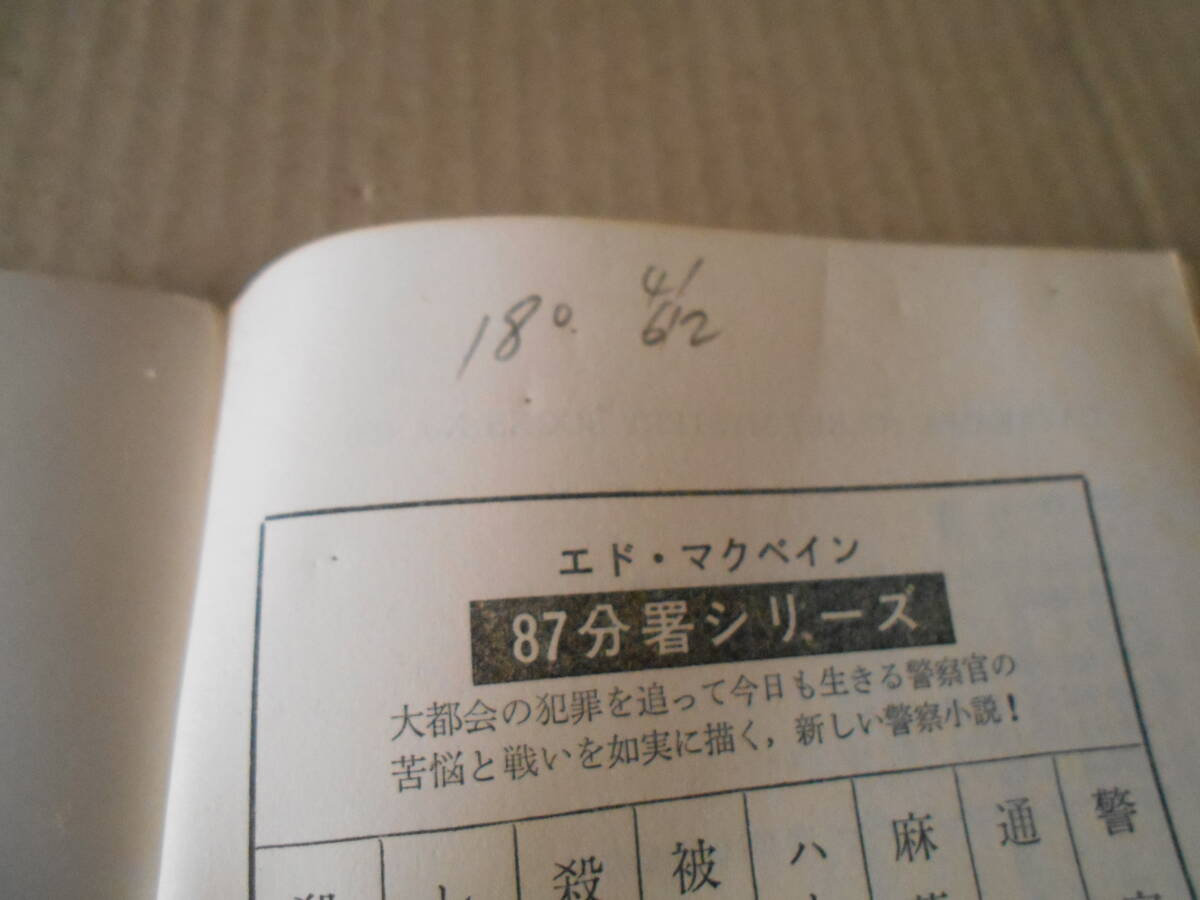 180. 41/612
エド・マクベイン
87分署シリーズ
大都会の犯罪を追って今日も生きる警察官の
苦悩と戦いを如実に描く，新しい警察小説！
警
通
麻
ハ
被
殺